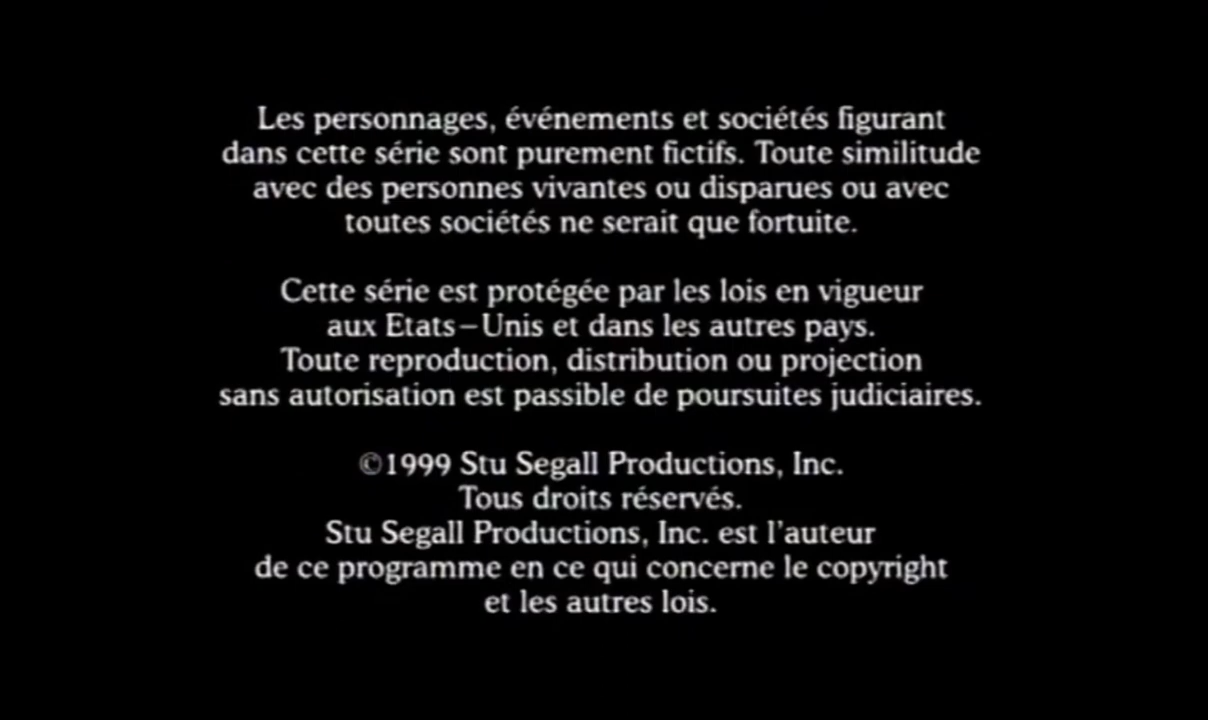 Les personnages, événements et sociétés figurant
dans cette série sont purement fictifs. Toute similitude
avec des personnes vivantes ou disparues ou avec
toutes sociétés ne serait que fortuite.
Cette série est protégée par les lois en vigueur
aux Etats-Unis et dans les autres pays.
Toute reproduction, distribution ou projection
sans autorisation est passible de poursuites judiciaires.
©1999 Stu Segall Productions, Inc.
Tous droits réservés.
Stu Segall Productions, Inc. est l'auteur
de ce programme en ce qui concerne le copyright
et les autres lois.